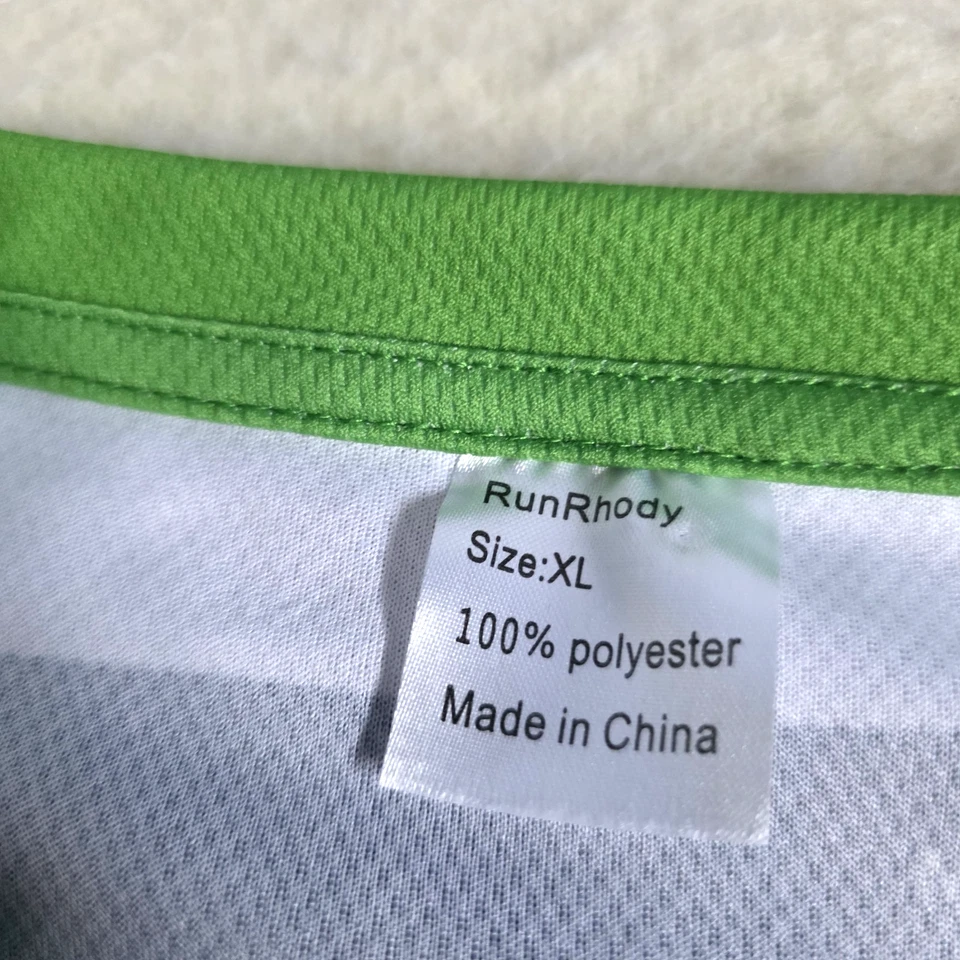 RunRhody
Size:XL
100% polyester
Made in China